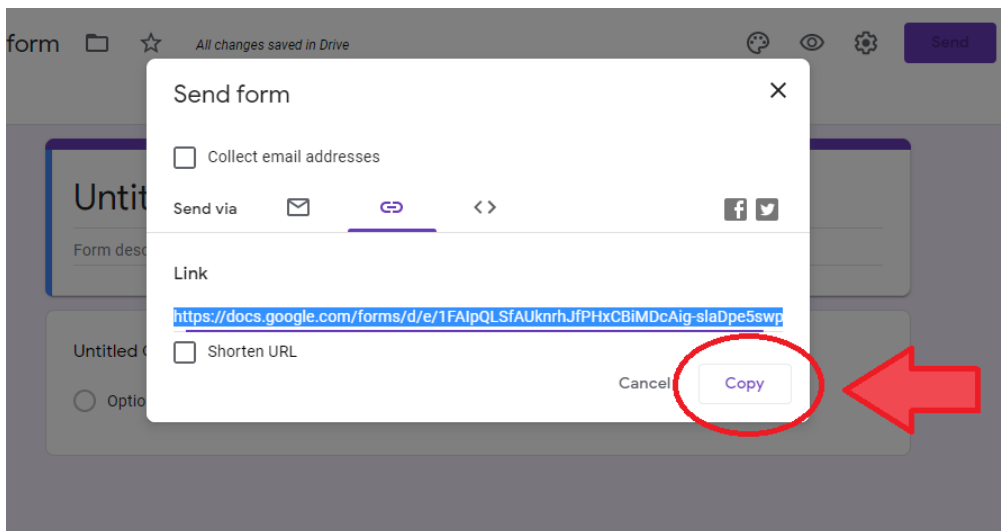 form All changes saved in Drive Send
Send form
Collect email addresses
Untit
Send via
Form desc
Link
https://docs.google.com/forms/d/e/1FAIpQLSfAUknrhJfPHxCBiMDcAig-slaDpe5swp
Untitled
Shorten URL
Cancel Copy
Optio